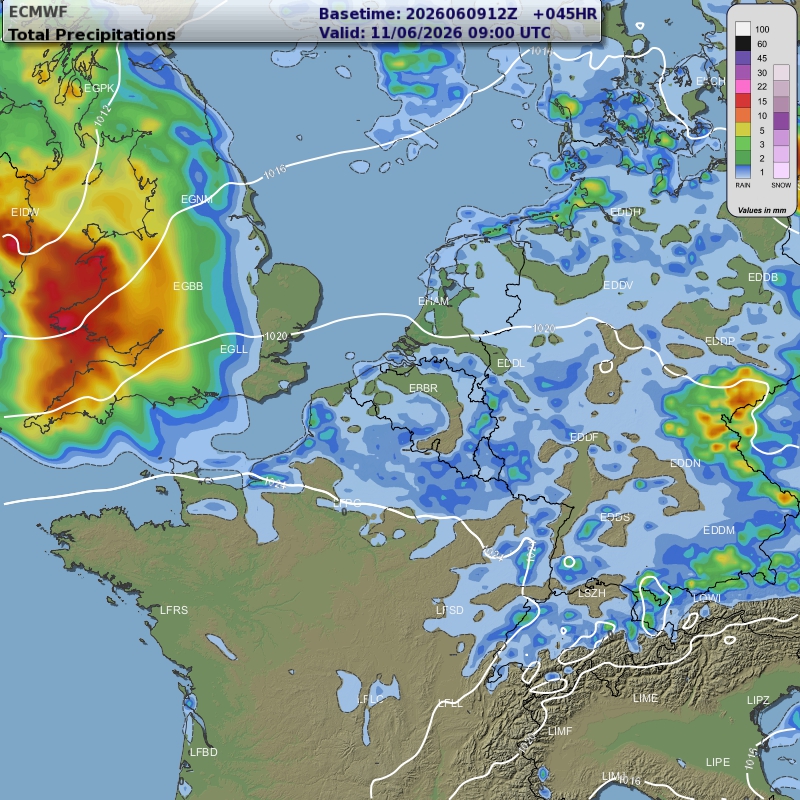 ECMWF
Total Precipitations
Basetime: 2026060912Z +045HR
Valid: 11/06/2026 09:00 UTC
100
60
45
30
22
15
10
5
3
2
1
RAIN SNOW
Values in mm
EGPK
1012
1016
EIDW
EGNM
EGBB
EGLL
1020
EDDH
EHAM
EDDV
EDDB
1020
EDDP
EDDL
EBBR
EDDF
EDDN
1024
LFPG
EDDS
EDDM
LFRS
LFSD
LSZH
LOWI
LFLC
LFLL
LIME
LIPZ
LIMF
LFBD
LIPE
1016
1016